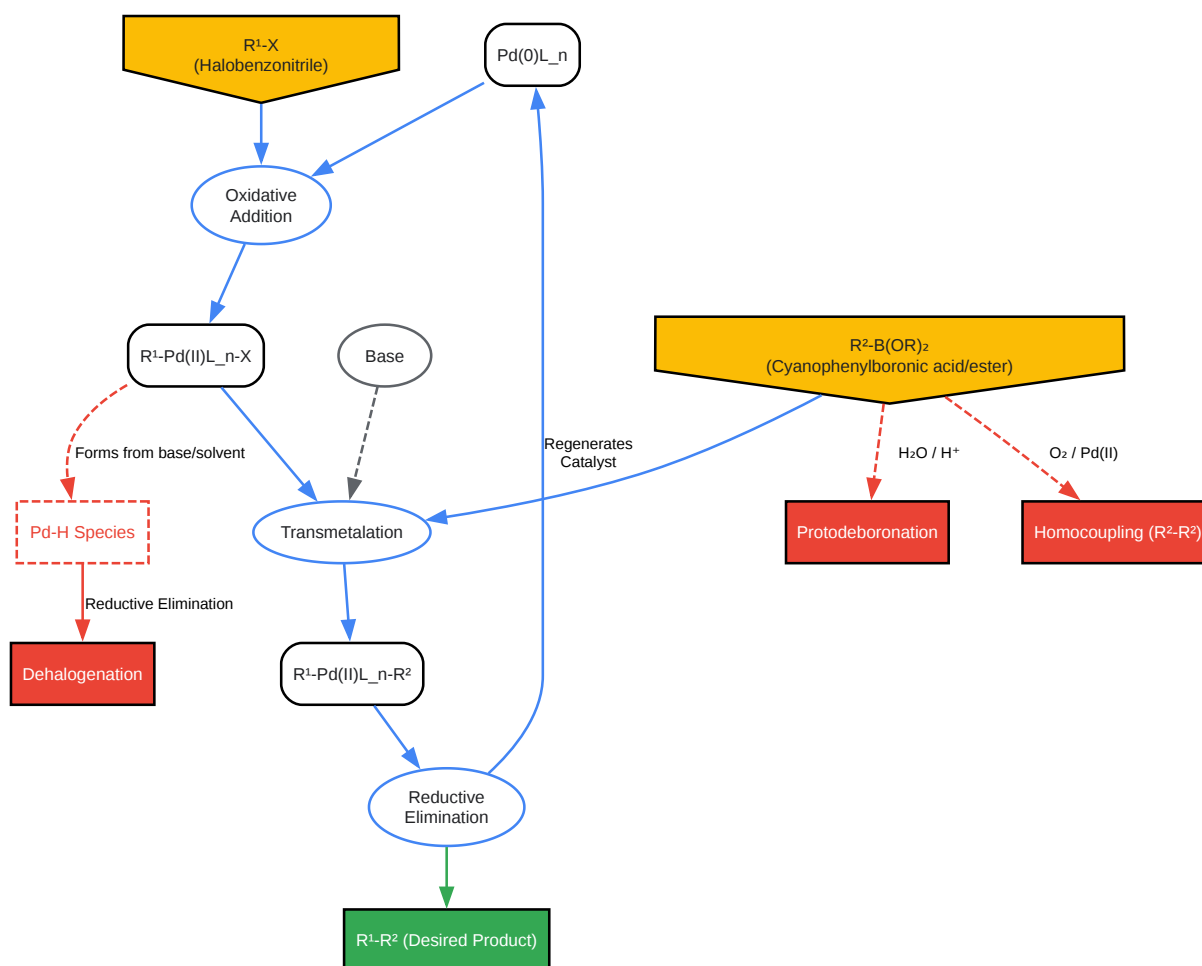 R¹-X
(Halobenzonitrile)
Pd(0)L_n
Oxidative
Addition
R¹-Pd(II)L_n-X
Base
R²-B(OR)₂
(Cyanophenylboronic acid/ester)
Forms from base/solvent
Regenerates
Catalyst
H₂O / H⁺
O₂ / Pd(II)
Pd-H Species
Transmetalation
Protodeboronation
Homocoupling (R²-R²)
Reductive Elimination
Dehalogenation
R¹-Pd(II)L_n-R²
Reductive
Elimination
R¹-R² (Desired Product)